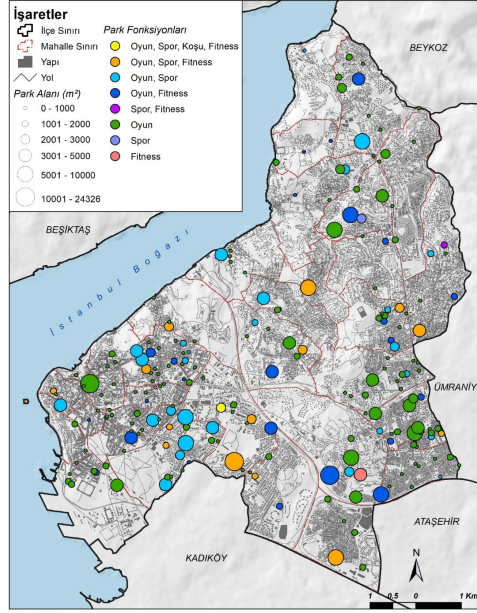 İşaretler
İlçe Sınırı
Mahalle Sınırı
Yapı
Yol
Park Alanı (m²)
0 - 1000
1001 - 2000
2001 - 3000
3001 - 5000
5001 - 10000
10001 - 24326
Park Fonksiyonları
Oyun, Spor, Koşu, Fitness
Oyun, Spor, Fitness
Oyun, Spor
Oyun, Fitness
Spor, Fitness
Oyun
Spor
Fitness
BEYKOZ
BEŞİKTAŞ
İstanbul Boğazı
ÜMRANİY
ATAŞEHİR
KADIKÖY
N
1 0.5 0 1 Km